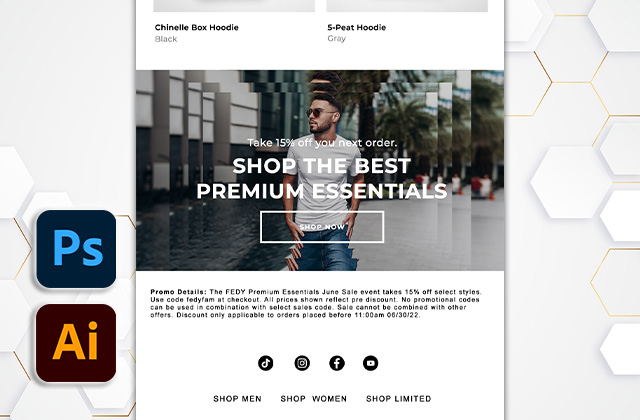 Chinelle Box Hoodie
Black
5-Peat Hoodie
Gray
Take 15% off you next order.
SHOP THE BEST
PREMIUM ESSENTIALS
SHOP NOW
Ps
Ai
Promo Details: The FEDY Premium Essentials June Sale event takes 15% off select styles.
Use code fedyfam at checkout. All prices shown reflect pre discount. No promotional codes
can be used in combination with select sales code. Sale cannot be combined with other
offers. Discount only applicable to orders placed before 11:00am 06/30/22.
SHOP MEN SHOP WOMEN SHOP LIMITED